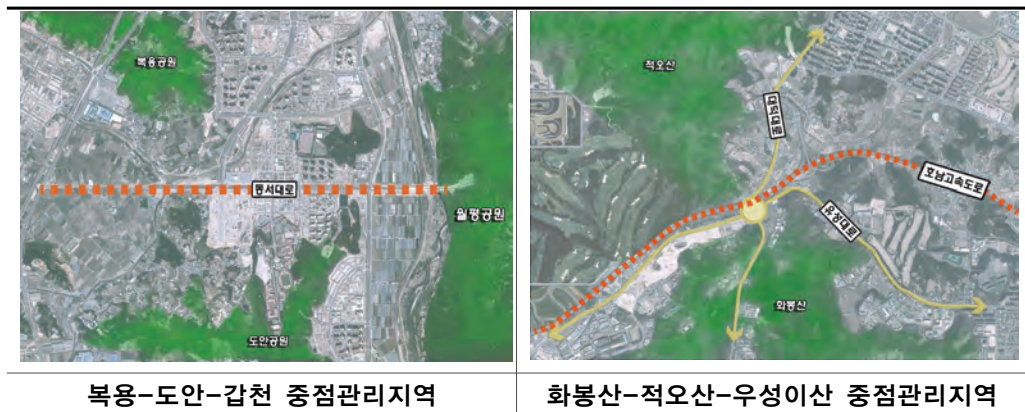 복용공원
동서대로
월평공원
도안공원
적오산
대덕대로
호남고속도로
유성대로
화봉산
복용-도안-갑천 중점관리지역
화봉산-적오산-우성이산 중점관리지역